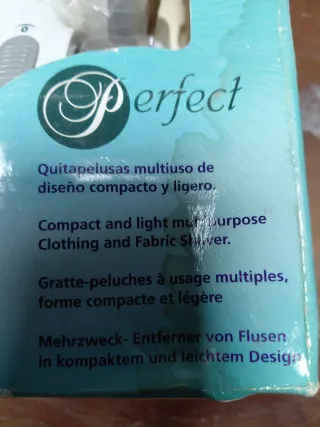 Perfect
Quitapelusas multiuso de
diseño compacto y ligero.
Compact and light multipurpose
Clothing and Fabric Shaver.
Gratte-peluches à usage multiples,
forme compacte et légère
Mehrzweck- Entferner von Flusen
in kompaktem und leichtem Design